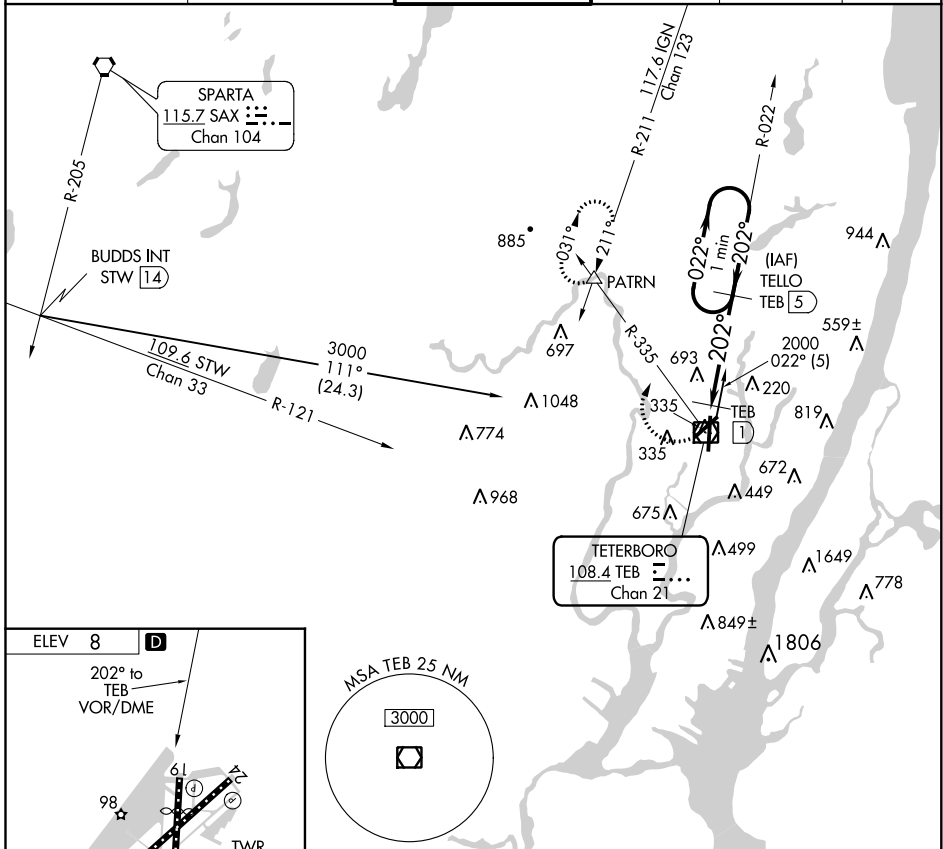 SPARTA
115.7 SAX
Chan 104
R-205
BUDDS INT
STW 14
109.6 STW
Chan 33
R-121
3000
111°
(24.3)
117.6 IGN
Chan 123
R-211
R-022
885
031°
211°
PATRN
022°
1 min
202°
(IAF)
TELLO
TEB 5
944
559±
697
R-335
693
202°
2000
022° (5)
220
1048
335
TEB
1
819
774
335
672
968
449
675
TETERBORO
108.4 TEB
Chan 21
499
1649
778
849±
1806
ELEV 8 D
202° to
TEB
VOR/DME
19
24
P
P
98
TWR
MSA TEB 25 NM
3000